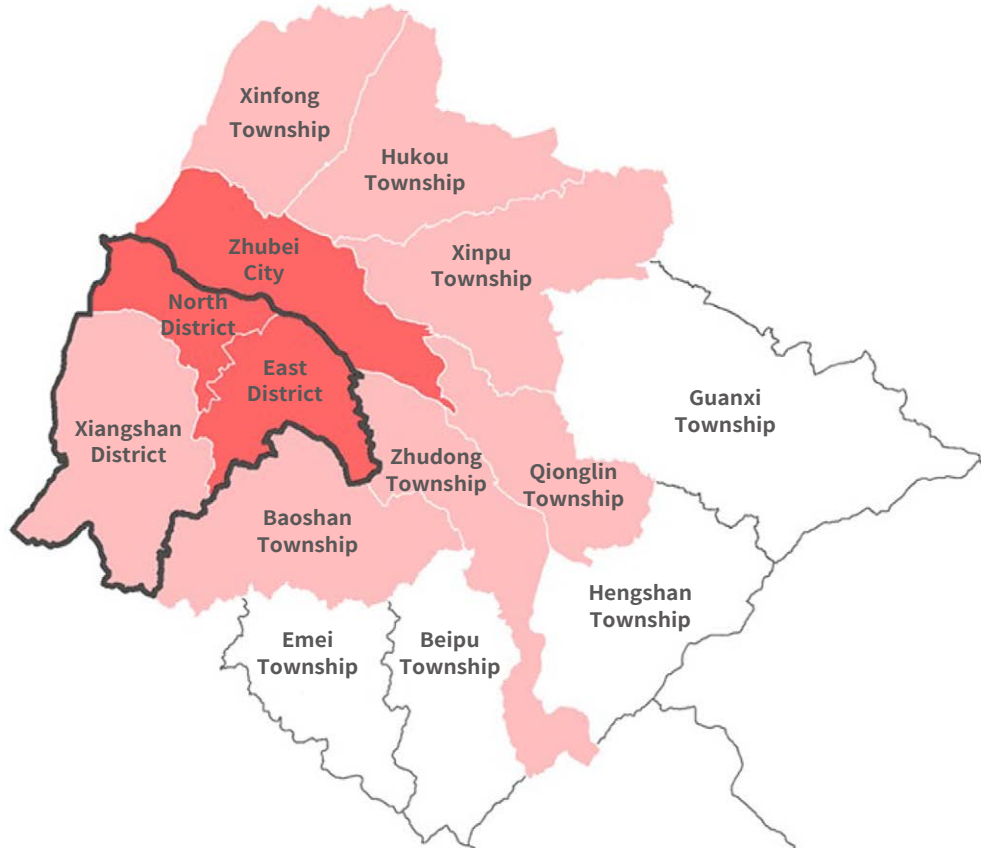 Xinfong
Township
Hukou
Township
Zhubei
City
Xinpu
Township
North
District
East
District
Guanxi
Township
Xiangshan
District
Zhudong
Township
Qionglin
Township
Baoshan
Township
Hengshan
Township
Emei
Township
Beipu
Township